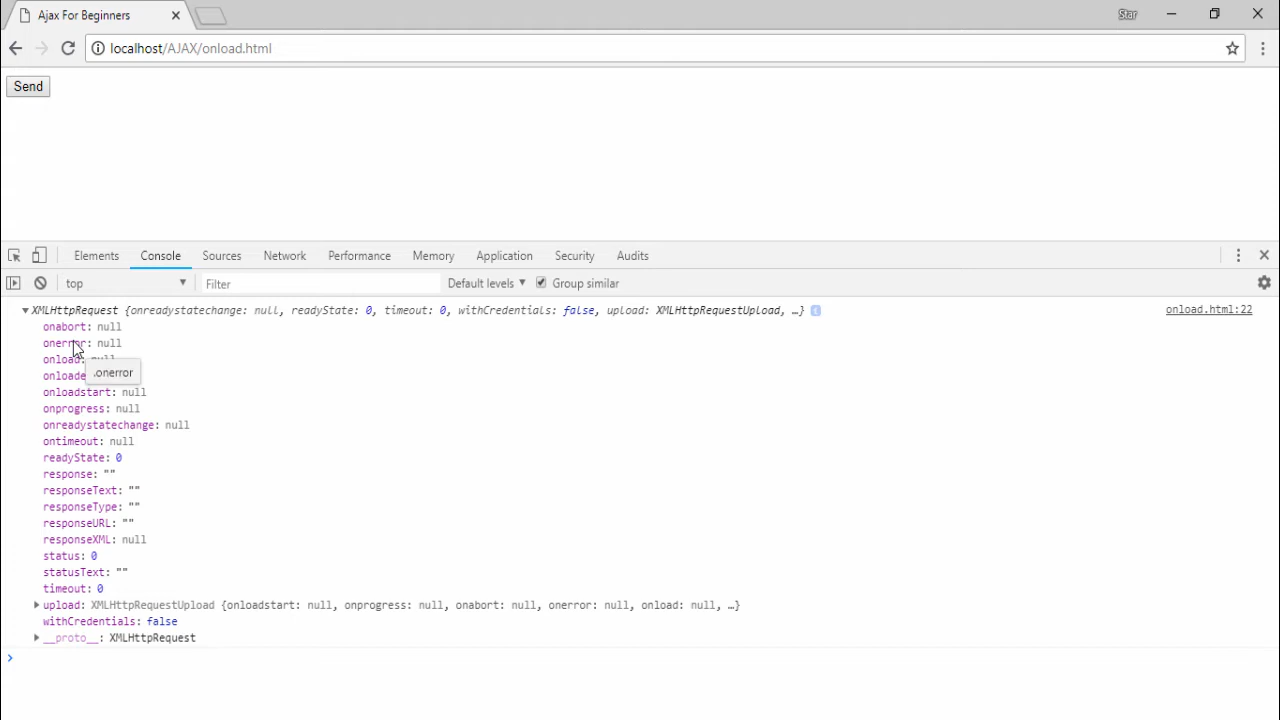 Ajax For Beginners
Star
localhost/AJAX/onload.html
Send
Elements Console Sources Network Performance Memory Application Security Audits
top Filter Default levels Group similar
XMLHttpRequest {onreadystatechange: null, readyState: 0, timeout: 0, withCredentials: false, upload: XMLHttpRequestUpload, …} onload.html:22
onabort: null
onerror: null
onload: null
.onerror
onloadstart: null
onprogress: null
onreadystatechange: null
ontimeout: null
readyState: 0
response: ""
responseText: ""
responseType: ""
responseURL: ""
responseXML: null
status: 0
statusText: ""
timeout: 0
upload: XMLHttpRequestUpload {onloadstart: null, onprogress: null, onabort: null, onerror: null, onload: null, …}
withCredentials: false
__proto__: XMLHttpRequest